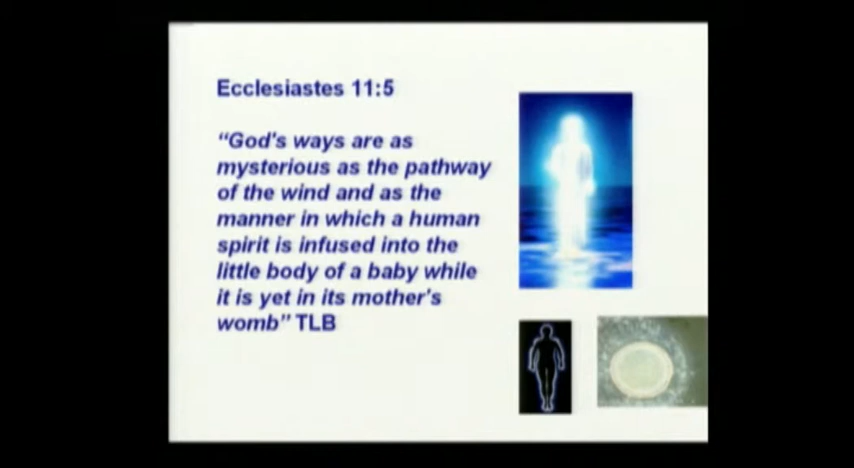 Ecclesiastes 11:5
“God's ways are as
mysterious as the pathway
of the wind and as the
manner in which a human
spirit is infused into the
little body of a baby while
it is yet in its mother's
womb” TLB